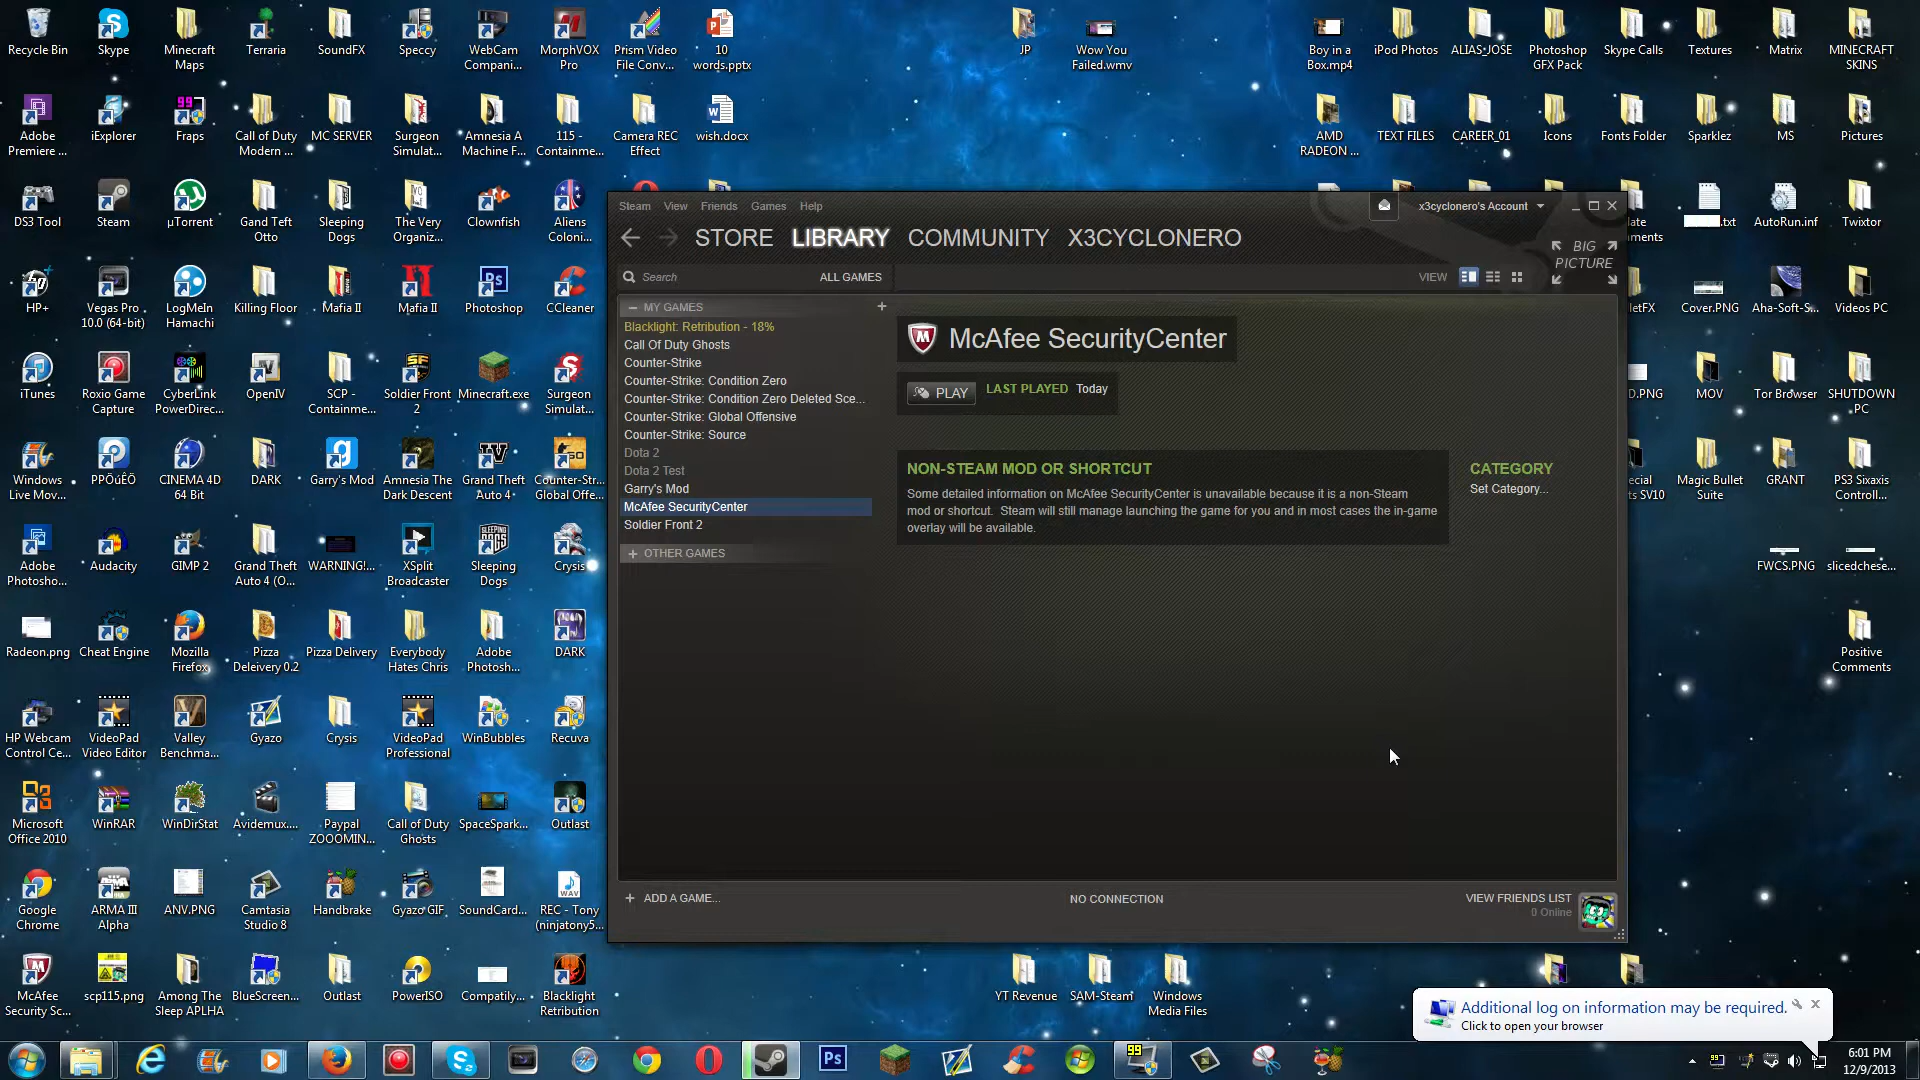 Recycle Bin
Skype
Minecraft Maps
Terraria
SoundFX
Speccy
WebCam Compani...
MorphVOX Pro
Prism Video File Conv...
10 words.pptx
JP
Wow You Failed.wmv
Boy in a Box.mp4
iPod Photos
ALIAS_JOSE
Photoshop GFX Pack
Skype Calls
Textures
Matrix
MINECRAFT SKINS
Adobe Premiere ...
iExplorer
Fraps
Call of Duty Modern ...
MC SERVER
Surgeon Simulat...
Amnesia A Machine F...
115 - Containme...
Camera REC Effect
wish.docx
AMD RADEON ...
TEXT FILES
CAREER_01
Icons
Fonts Folder
Sparklez
MS
Pictures
DS3 Tool
Steam
µTorrent
Gand Teft Otto
Sleeping Dogs
The Very Organiz...
Clownfish
Aliens Coloni...
.txt
AutoRun.inf
Twixtor
HP+
Vegas Pro 10.0 (64-bit)
LogMeIn Hamachi
Killing Floor
Mafia II
Mafia II
Photoshop
CCleaner
Cover.PNG
Aha-Soft-S...
Videos PC
iTunes
Roxio Game Capture
CyberLink PowerDirec...
OpenIV
SCP - Containme...
Soldier Front 2
Minecraft.exe
Surgeon Simulat...
D.PNG
MOV
Tor Browser
SHUTDOWN PC
Windows Live Mov...
PPÖúÊÖ
CINEMA 4D 64 Bit
DARK
Garry's Mod
Amnesia The Dark Descent
Grand Theft Auto 4
Counter-Str... Global Offe...
Magic Bullet Suite
GRANT
PS3 Sixaxis Controll...
Adobe Photosho...
Audacity
GIMP 2
Grand Theft Auto 4 (O...
WARNING!...
XSplit Broadcaster
Sleeping Dogs
Crysis
FWCS.PNG
slicedchese...
Radeon.png
Cheat Engine
Mozilla Firefox
Pizza Deleivery 0.2
Pizza Delivery
Everybody Hates Chris
Adobe Photosh...
DARK
Positive Comments
HP Webcam Control Ce...
VideoPad Video Editor
Valley Benchma...
Gyazo
Crysis
VideoPad Professional
WinBubbles
Recuva
Microsoft Office 2010
WinRAR
WinDirStat
Avidemux....
Paypal ZOOOMIN...
Call of Duty Ghosts
SpaceSpark...
Outlast
Google Chrome
ARMA III Alpha
ANV.PNG
Camtasia Studio 8
Handbrake
Gyazo GIF
SoundCard...
REC - Tony (ninjatony5...
McAfee Security Sc...
scp115.png
Among The Sleep APLHA
BlueScreen...
Outlast
PowerISO
Compatily...
Blacklight Retribution
YT Revenue
SAM-Steam
Windows Media Files
Steam View Friends Games Help
x3cyclonero's Account
STORE LIBRARY COMMUNITY X3CYCLONERO
BIG PICTURE
Search
ALL GAMES
VIEW
MY GAMES
Blacklight: Retribution - 18%
Call Of Duty Ghosts
Counter-Strike
Counter-Strike: Condition Zero
Counter-Strike: Condition Zero Deleted Sce...
Counter-Strike: Global Offensive
Counter-Strike: Source
Dota 2
Dota 2 Test
Garry's Mod
McAfee SecurityCenter
Soldier Front 2
OTHER GAMES
McAfee SecurityCenter
PLAY
LAST PLAYED Today
NON-STEAM MOD OR SHORTCUT
Some detailed information on McAfee SecurityCenter is unavailable because it is a non-Steam
mod or shortcut. Steam will still manage launching the game for you and in most cases the in-game
overlay will be available.
CATEGORY
Set Category...
ADD A GAME...
NO CONNECTION
VIEW FRIENDS LIST
0 Online
Additional log on information may be required.
Click to open your browser
6:01 PM
12/9/2013